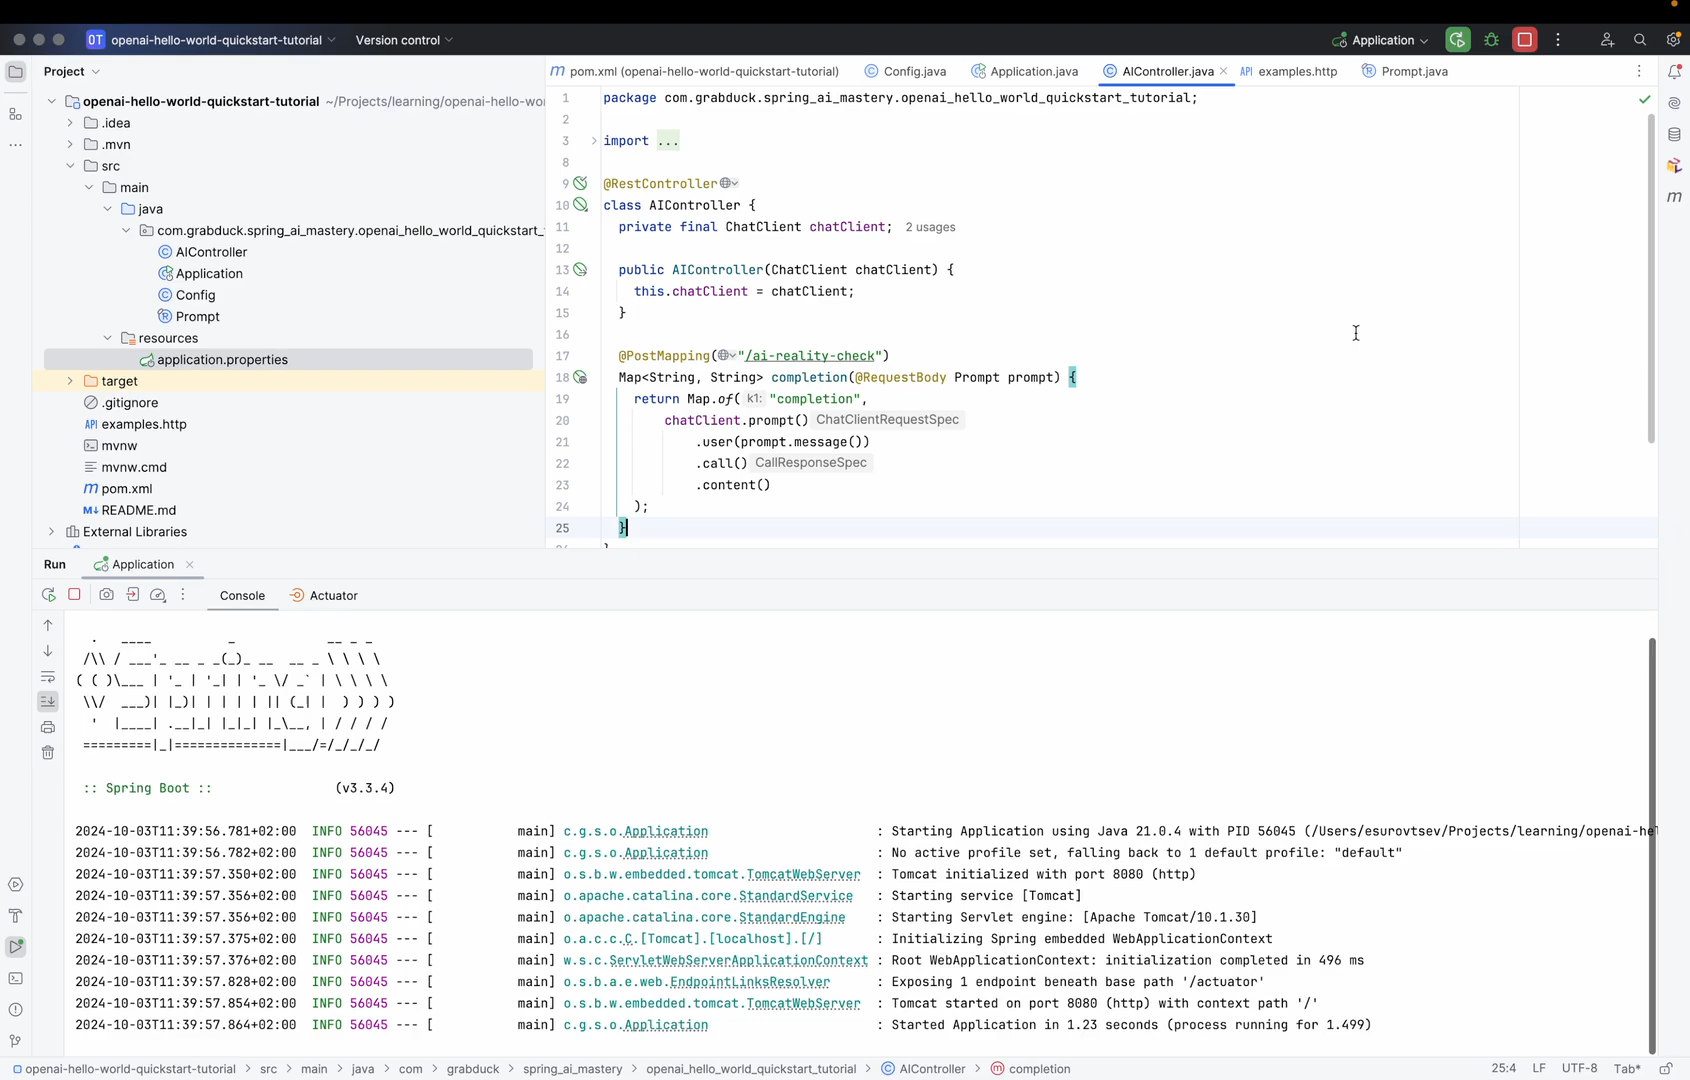 OT openai-hello-world-quickstart-tutorial Version control Application
Project
pom.xml (openai-hello-world-quickstart-tutorial) Config.java Application.java AIController.java API examples.http Prompt.java
openai-hello-world-quickstart-tutorial ~/Projects/learning/openai-hello-wo
.idea
.mvn
src
main
java
com.grabduck.spring_ai_mastery.openai_hello_world_quickstart_
AIController
Application
Config
Prompt
resources
application.properties
target
.gitignore
API examples.http
mvnw
mvnw.cmd
pom.xml
README.md
External Libraries
1 package com.grabduck.spring_ai_mastery.openai_hello_world_quickstart_tutorial;
2
3 import ...
8
9 @RestController
10 class AIController {
11 private final ChatClient chatClient; 2 usages
12
13 public AIController(ChatClient chatClient) {
14 this.chatClient = chatClient;
15 }
16
17 @PostMapping("/ai-reality-check")
18 Map<String, String> completion(@RequestBody Prompt prompt) {
19 return Map.of( k1: "completion",
20 chatClient.prompt() ChatClientRequestSpec
21 .user(prompt.message())
22 .call() CallResponseSpec
23 .content()
24 );
25 }
Run Application
Console Actuator
:: Spring Boot :: (v3.3.4)
2024-10-03T11:39:56.781+02:00 INFO 56045 --- [ main] c.g.s.o.Application : Starting Application using Java 21.0.4 with PID 56045 (/Users/esurovtsev/Projects/learning/openai-hel
2024-10-03T11:39:56.782+02:00 INFO 56045 --- [ main] c.g.s.o.Application : No active profile set, falling back to 1 default profile: "default"
2024-10-03T11:39:57.350+02:00 INFO 56045 --- [ main] o.s.b.w.embedded.tomcat.TomcatWebServer : Tomcat initialized with port 8080 (http)
2024-10-03T11:39:57.356+02:00 INFO 56045 --- [ main] o.apache.catalina.core.StandardService : Starting service [Tomcat]
2024-10-03T11:39:57.356+02:00 INFO 56045 --- [ main] o.apache.catalina.core.StandardEngine : Starting Servlet engine: [Apache Tomcat/10.1.30]
2024-10-03T11:39:57.375+02:00 INFO 56045 --- [ main] o.a.c.c.C.[Tomcat].[localhost].[/] : Initializing Spring embedded WebApplicationContext
2024-10-03T11:39:57.376+02:00 INFO 56045 --- [ main] w.s.c.ServletWebServerApplicationContext : Root WebApplicationContext: initialization completed in 496 ms
2024-10-03T11:39:57.828+02:00 INFO 56045 --- [ main] o.s.b.a.e.web.EndpointLinksResolver : Exposing 1 endpoint beneath base path '/actuator'
2024-10-03T11:39:57.854+02:00 INFO 56045 --- [ main] o.s.b.w.embedded.tomcat.TomcatWebServer : Tomcat started on port 8080 (http) with context path '/'
2024-10-03T11:39:57.864+02:00 INFO 56045 --- [ main] c.g.s.o.Application : Started Application in 1.23 seconds (process running for 1.499)
openai-hello-world-quickstart-tutorial > src > main > java > com > grabduck > spring_ai_mastery > openai_hello_world_quickstart_tutorial > AIController > completion 25:4 LF UTF-8 Tab*